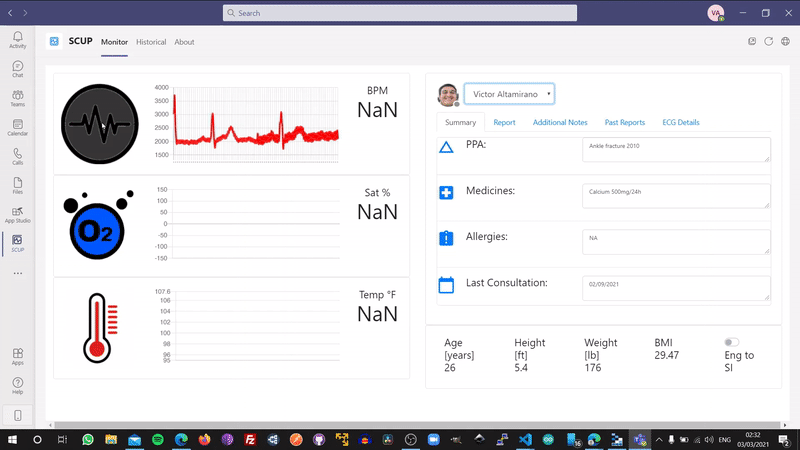 Search
VA
Activity
Chat
Teams
Calendar
Calls
Files
App Studio
SCUP
Apps
Help
SCUP Monitor Historical About
BPM
NaN
4000
3500
3000
2500
2000
1500
O2
Sat %
NaN
150
100
50
0
-50
-100
-150
Temp °F
NaN
107.6
106
104
102
100
98
96
95
Victor Altamirano
Summary Report Additional Notes Past Reports ECG Details
PPA: Ankle fracture 2010
Medicines: Calcium 500mg/24h
Allergies: NA
Last Consultation: 02/09/2021
Age [years] 26
Height [ft] 5.4
Weight [lb] 176
BMI 29.47
Eng to SI
16
ENG
02:32
03/03/2021
2